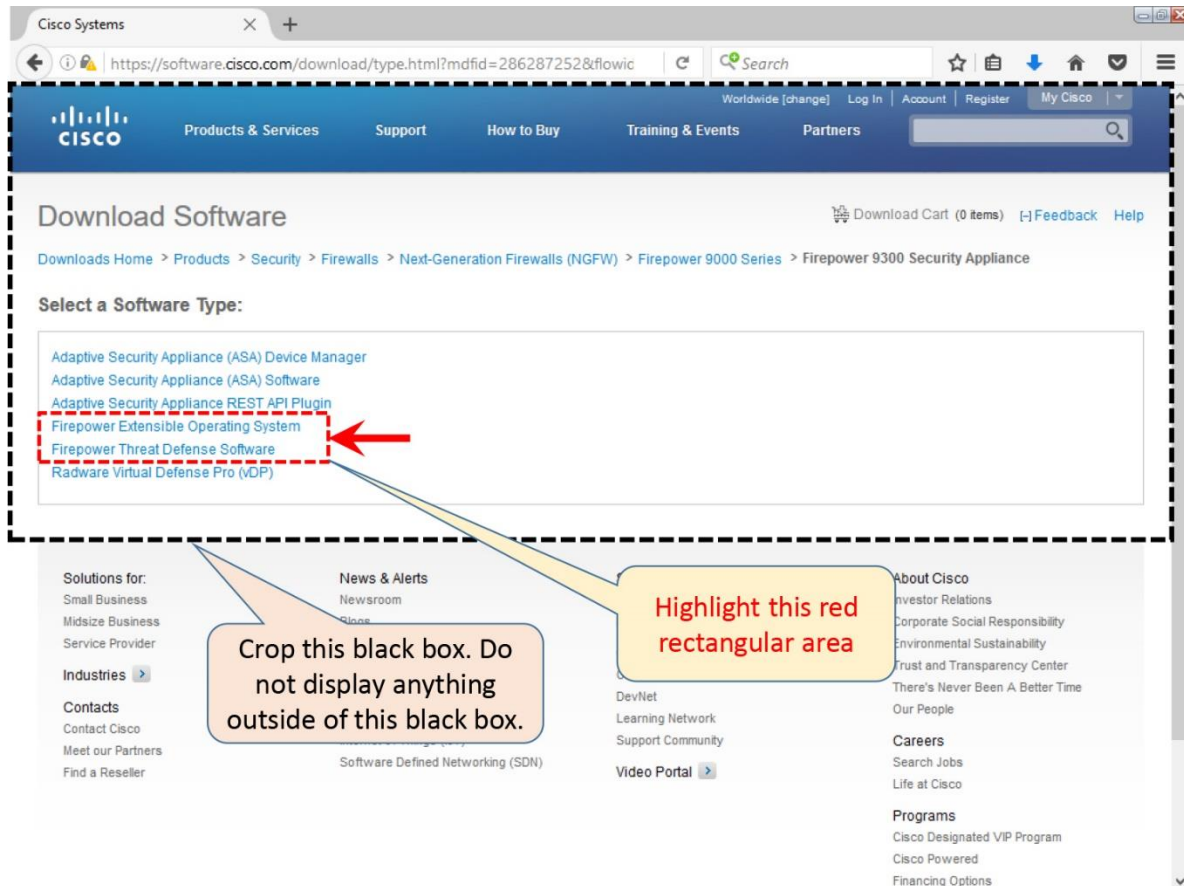 Cisco Systems
https://software.cisco.com/download/type.html?mdfid=286287252&flowic
Search
Worldwide [change] Log In Account Register My Cisco
CISCO
Products & Services Support How to Buy Training & Events Partners
Download Software
Download Cart (0 items) [-] Feedback Help
Downloads Home > Products > Security > Firewalls > Next-Generation Firewalls (NGFW) > Firepower 9000 Series > Firepower 9300 Security Appliance
Select a Software Type:
Adaptive Security Appliance (ASA) Device Manager
Adaptive Security Appliance (ASA) Software
Adaptive Security Appliance REST API Plugin
Firepower Extensible Operating System
Firepower Threat Defense Software
Radware Virtual Defense Pro (vDP)
Highlight this red
rectangular area
Crop this black box. Do
not display anything
outside of this black box.
Solutions for:
Small Business
Midsize Business
Service Provider
Industries
Contacts
Contact Cisco
Meet our Partners
Find a Reseller
News & Alerts
Newsroom
Blogs
Software Defined Networking (SDN)
DevNet
Learning Network
Support Community
Video Portal
About Cisco
Investor Relations
Corporate Social Responsibility
Environmental Sustainability
Trust and Transparency Center
There's Never Been A Better Time
Our People
Careers
Search Jobs
Life at Cisco
Programs
Cisco Designated VIP Program
Cisco Powered
Financing Options